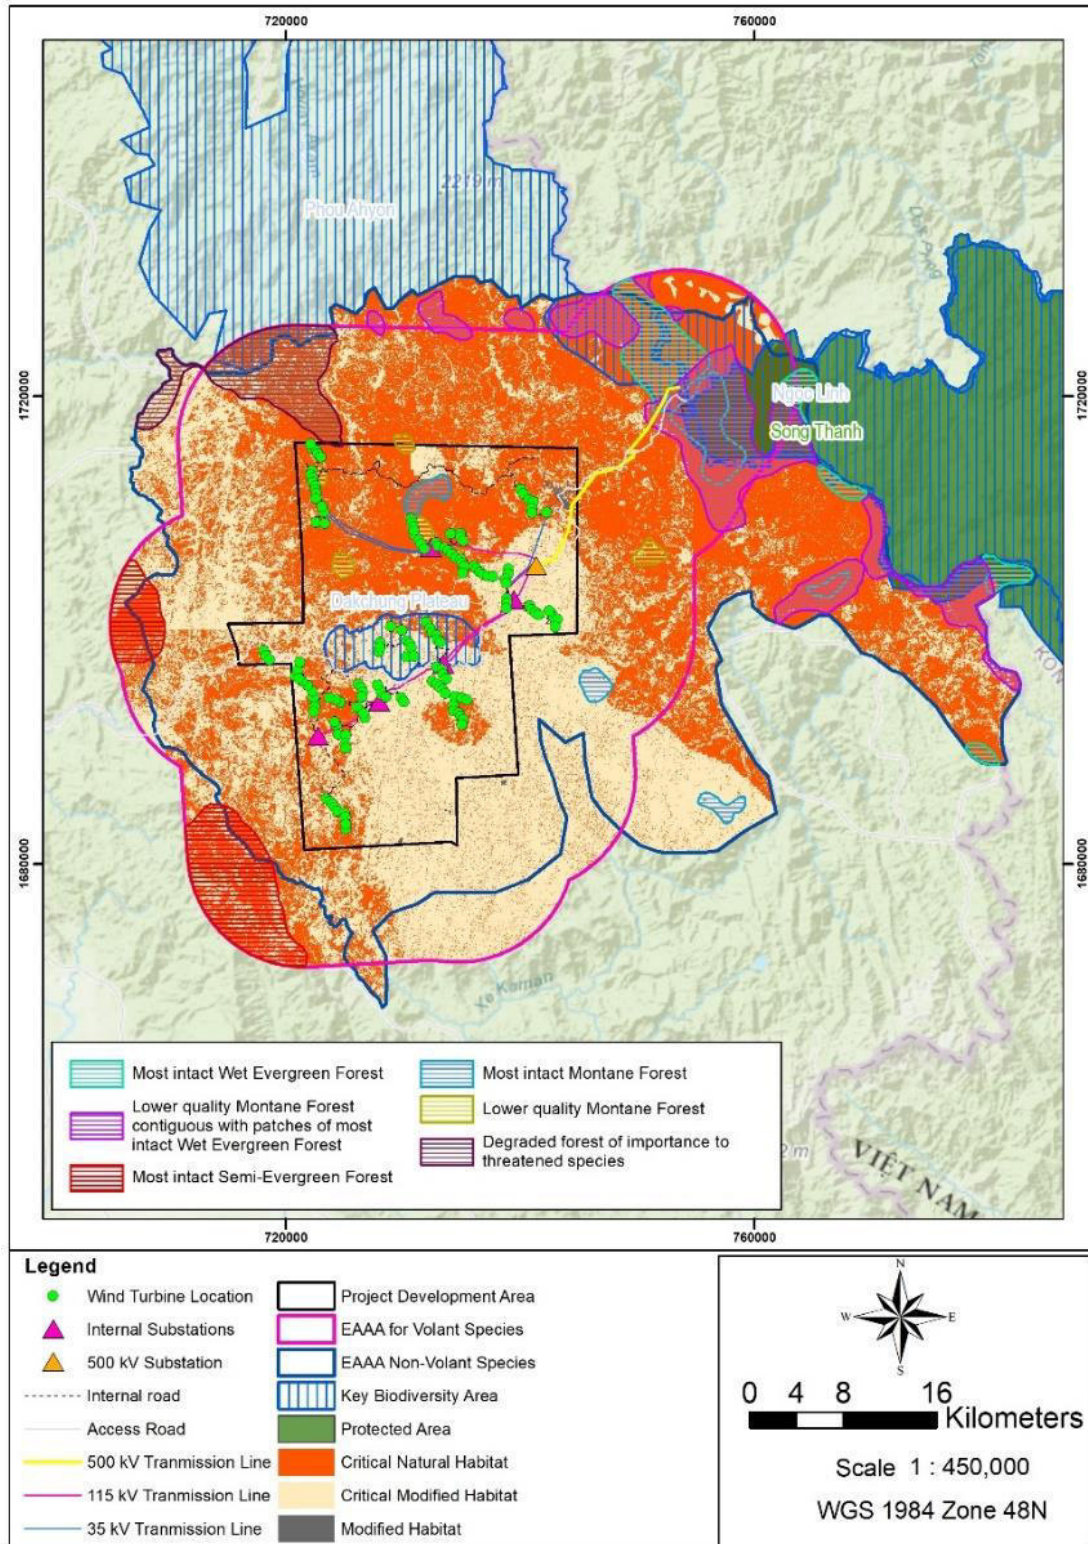 720000 760000
2219 m
Phou Ahyon
1720000 1720000
Ngoc Linh
Song Thanh
Dakchung Plateau
KON
1680000 1680000
Xe Kaman
Most intact Wet Evergreen Forest
Most intact Montane Forest
Lower quality Montane Forest
contiguous with patches of most
intact Wet Evergreen Forest
Lower quality Montane Forest
Most intact Semi-Evergreen Forest
Degraded forest of importance to
threatened species
2 m
VIỆT NAM
720000 760000
Legend
Wind Turbine Location
Internal Substations
500 kV Substation
Internal road
Access Road
500 kV Tranmission Line
115 kV Tranmission Line
35 kV Tranmission Line
Project Development Area
EAAA for Volant Species
EAAA Non-Volant Species
Key Biodiversity Area
Protected Area
Critical Natural Habitat
Critical Modified Habitat
Modified Habitat
N
W E
S
0 4 8 16
Kilometers
Scale 1 : 450,000
WGS 1984 Zone 48N